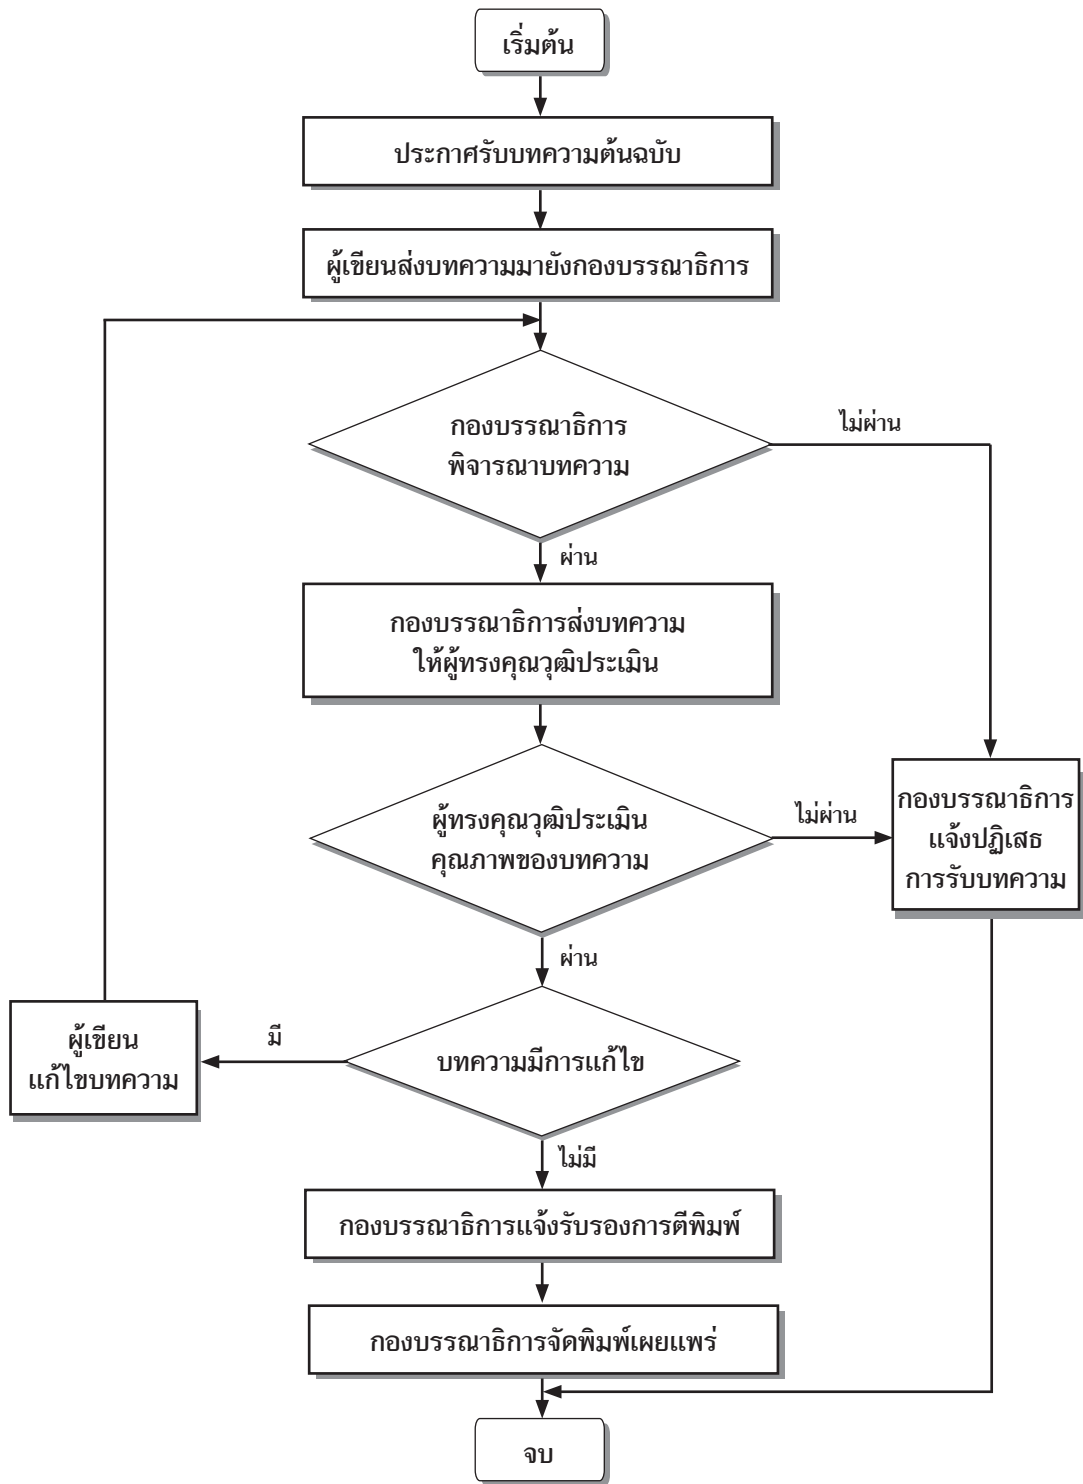 เริ่มต้น
ประกาศรับบทความต้นฉบับ
ผู้เขียนส่งบทความมายังกองบรรณาธิการ
กองบรรณาธิการ
พิจารณาบทความ
ไม่ผ่าน
ผ่าน
กองบรรณาธิการส่งบทความ
ให้ผู้ทรงคุณวุฒิประเมิน
ผู้ทรงคุณวุฒิประเมิน
คุณภาพของบทความ
ไม่ผ่าน
กองบรรณาธิการ
แจ้งปฏิเสธ
การรับบทความ
ผ่าน
บทความมีการแก้ไข
มี
ผู้เขียน
แก้ไขบทความ
ไม่มี
กองบรรณาธิการแจ้งรับรองการตีพิมพ์
กองบรรณาธิการจัดพิมพ์เผยแพร่
จบ